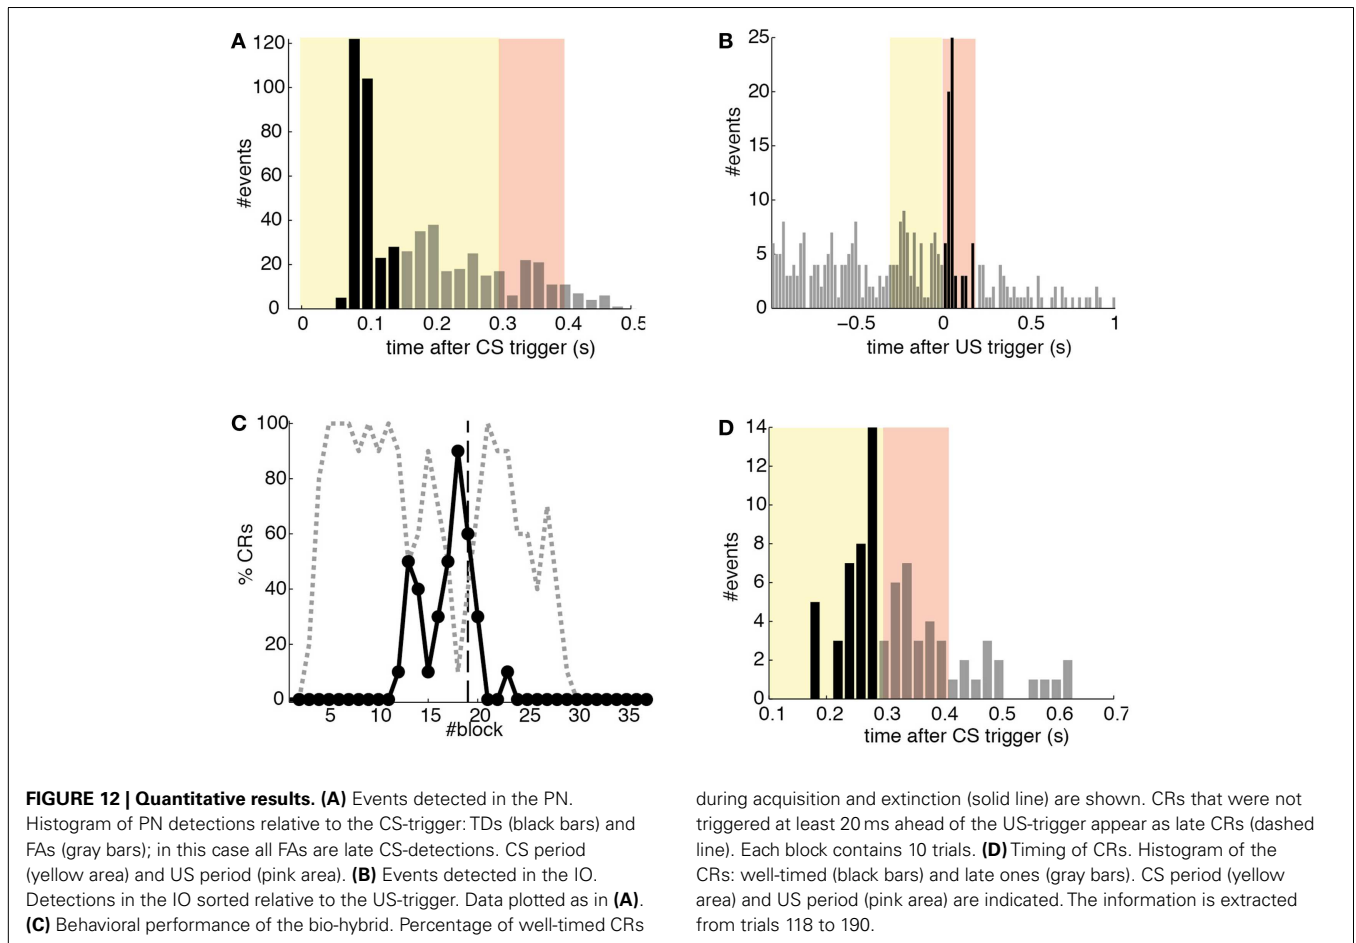 A
120
100
80
60
40
20
0
#events
0 0.1 0.2 0.3 0.4 0.5
time after CS trigger (s)
B
25
20
15
10
5
0
#events
−0.5 0 0.5 1
time after US trigger (s)
C
100
80
60
40
20
0
% CRs
5 10 15 20 25 30 35
#block
D
14
12
10
8
6
4
2
0
#events
0.1 0.2 0.3 0.4 0.5 0.6 0.7
time after CS trigger (s)
FIGURE 12 | Quantitative results. (A) Events detected in the PN.
Histogram of PN detections relative to the CS-trigger: TDs (black bars) and
FAs (gray bars); in this case all FAs are late CS-detections. CS period
(yellow area) and US period (pink area). (B) Events detected in the IO.
Detections in the IO sorted relative to the US-trigger. Data plotted as in (A).
(C) Behavioral performance of the bio-hybrid. Percentage of well-timed CRs
during acquisition and extinction (solid line) are shown. CRs that were not
triggered at least 20 ms ahead of the US-trigger appear as late CRs (dashed
line). Each block contains 10 trials. (D) Timing of CRs. Histogram of the
CRs: well-timed (black bars) and late ones (gray bars). CS period (yellow
area) and US period (pink area) are indicated. The information is extracted
from trials 118 to 190.